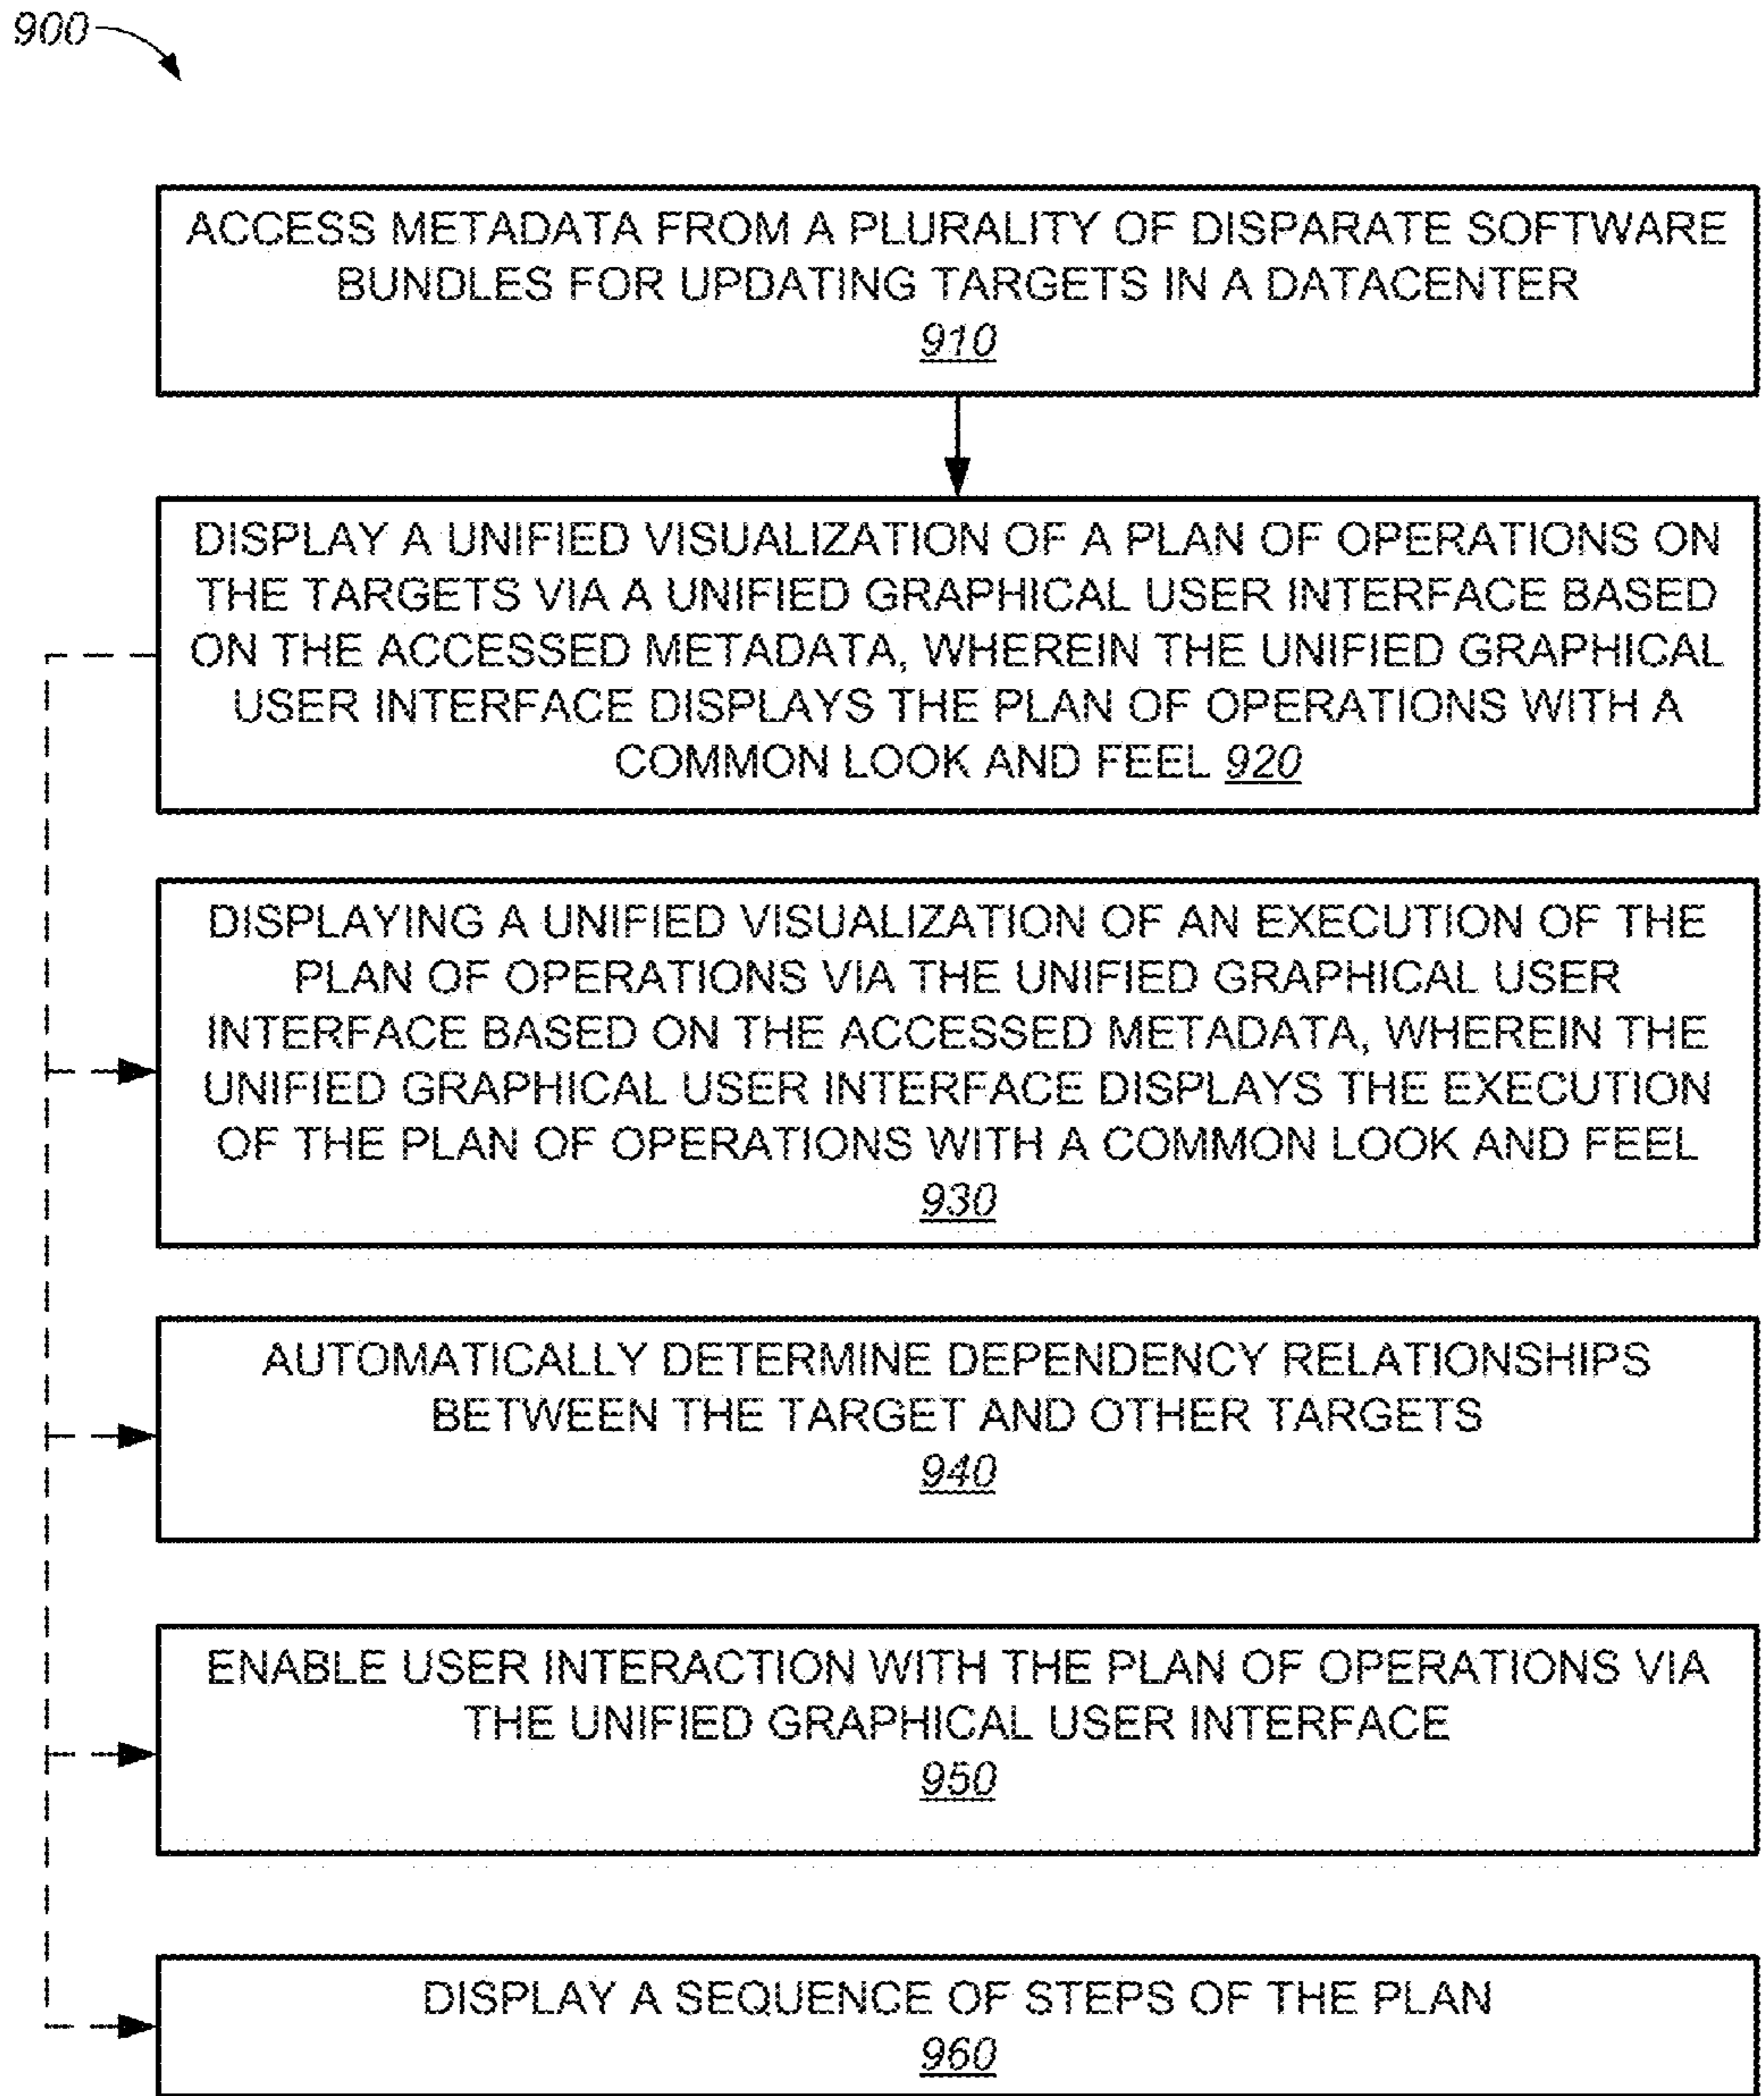 900
ACCESS METADATA FROM A PLURALITY OF DISPARATE SOFTWARE
BUNDLES FOR UPDATING TARGETS IN A DATACENTER
910
DISPLAY A UNIFIED VISUALIZATION OF A PLAN OF OPERATIONS ON
THE TARGETS VIA A UNIFIED GRAPHICAL USER INTERFACE BASED
ON THE ACCESSED METADATA, WHEREIN THE UNIFIED GRAPHICAL
USER INTERFACE DISPLAYS THE PLAN OF OPERATIONS WITH A
COMMON LOOK AND FEEL 920
DISPLAYING A UNIFIED VISUALIZATION OF AN EXECUTION OF THE
PLAN OF OPERATIONS VIA THE UNIFIED GRAPHICAL USER
INTERFACE BASED ON THE ACCESSED METADATA, WHEREIN THE
UNIFIED GRAPHICAL USER INTERFACE DISPLAYS THE EXECUTION
OF THE PLAN OF OPERATIONS WITH A COMMON LOOK AND FEEL
930
AUTOMATICALLY DETERMINE DEPENDENCY RELATIONSHIPS
BETWEEN THE TARGET AND OTHER TARGETS
940
ENABLE USER INTERACTION WITH THE PLAN OF OPERATIONS VIA
THE UNIFIED GRAPHICAL USER INTERFACE
950
DISPLAY A SEQUENCE OF STEPS OF THE PLAN
960